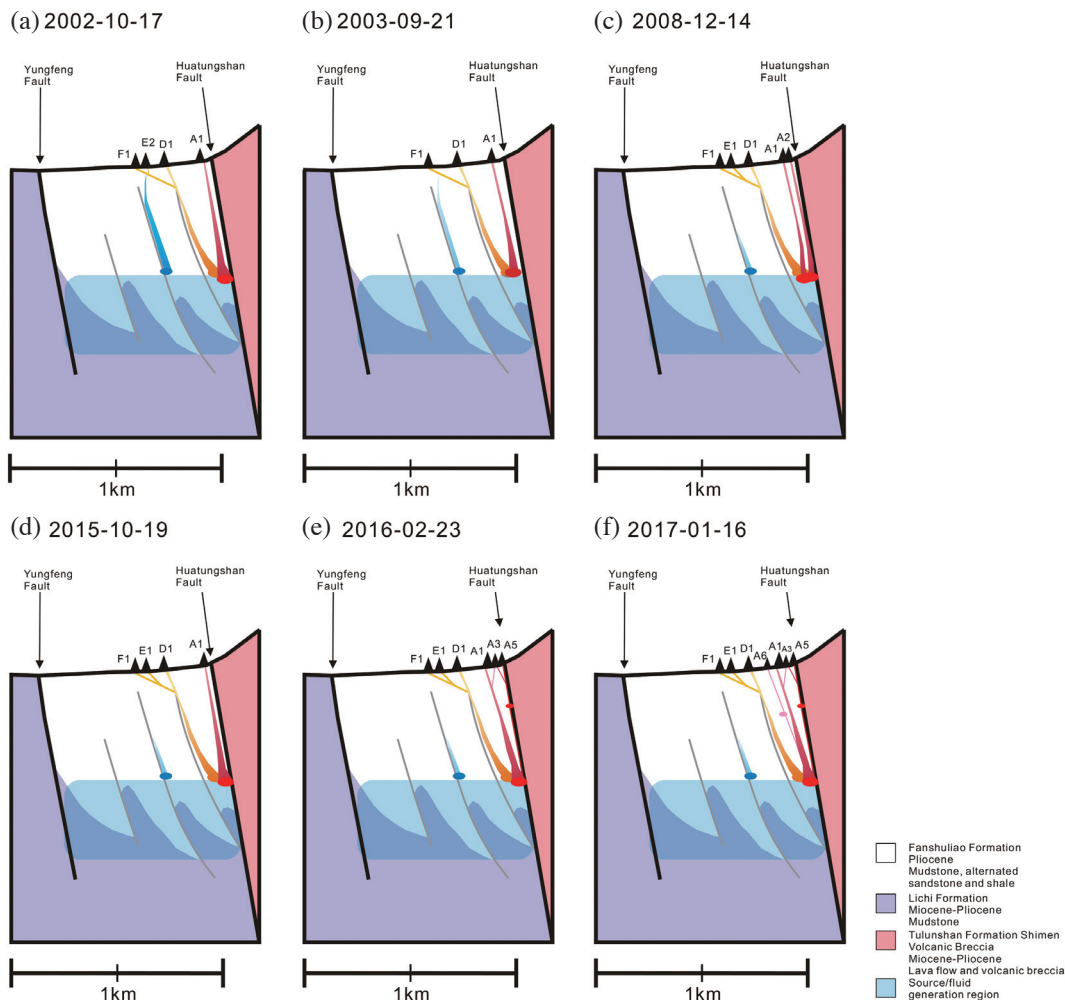 (a) 2002-10-17
(b) 2003-09-21
(c) 2008-12-14
Yungfeng
Fault
Huatungshan
Fault
F1 E2 D1 A1
1km
Yungfeng
Fault
Huatungshan
Fault
F1 D1 A1
1km
Yungfeng
Fault
Huatungshan
Fault
F1 E1 D1 A1 A2
1km
(d) 2015-10-19
(e) 2016-02-23
(f) 2017-01-16
Yungfeng
Fault
Huatungshan
Fault
F1 E1 D1 A1
1km
Yungfeng
Fault
Huatungshan
Fault
F1 E1 D1 A1 A3 A5
1km
Yungfeng
Fault
Huatungshan
Fault
F1 E1 D1 A6 A1 A3 A5
1km
Fanshuliao Formation
Pliocene
Mudstone, alternated
sandstone and shale
Lichi Formation
Miocene-Pliocene
Mudstone
Tulunshan Formation Shimen
Volcanic Breccia
Miocene-Pliocene
Lava flow and volcanic breccia
Source/fluid
generation region